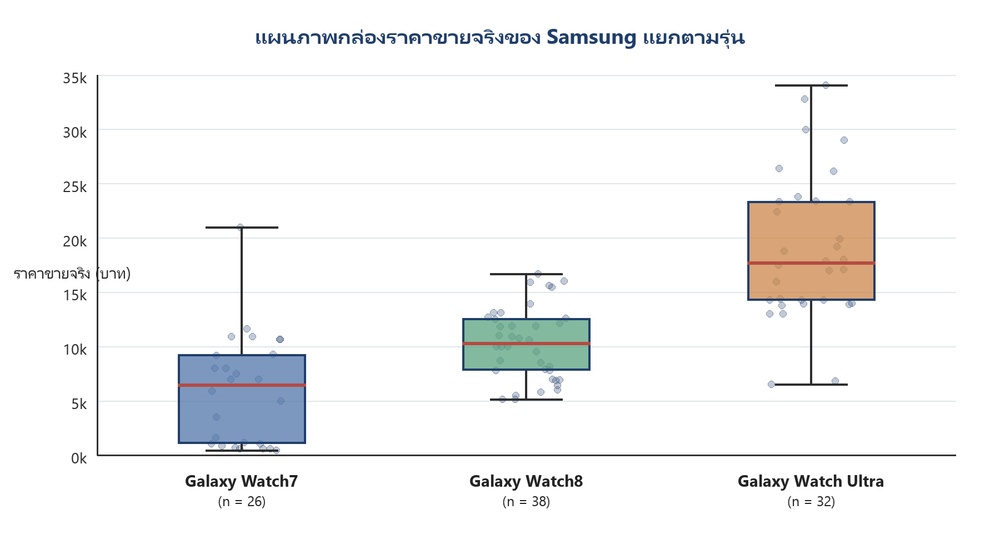 แผนภาพกล่องราคาขายจริงของ Samsung แยกตามรุ่น
35k
30k
25k
20k
ราคาขายจริง (บาท)
15k
10k
5k
0k
Galaxy Watch7
(n = 26)
Galaxy Watch8
(n = 38)
Galaxy Watch Ultra
(n = 32)